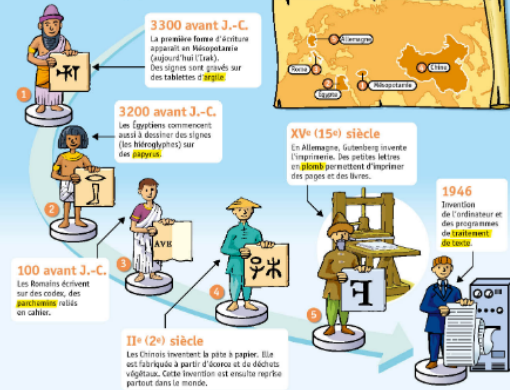 3300 avant J.-C.
La première forme d'écriture
apparaît en Mésopotamie
(aujourd'hui l'Irak).
Des signes sont gravés sur
des tablettes d'argile.
1
Allemagne
Rome
Chine
Égypte
Mésopotamie
3200 avant J.-C.
Les Égyptiens commencent
aussi à dessiner des signes
(les hiéroglyphes) sur
des papyrus.
2
XVe (15e) siècle
En Allemagne, Gutenberg invente
l'imprimerie. Des petites lettres
en plomb permettent d'imprimer
des pages et des livres.
1946
Invention
de l'ordinateur et
des programmes
de traitement
de texte.
100 avant J.-C.
Les Romains écrivent
sur des codex, des
parchemins reliés
en cahier.
3
AVE
4
5
F
IIe (2e) siècle
Les Chinois inventent la pâte à papier. Elle
est fabriquée à partir d'écorce et de déchets
végétaux. Cette invention est ensuite reprise
partout dans le monde.